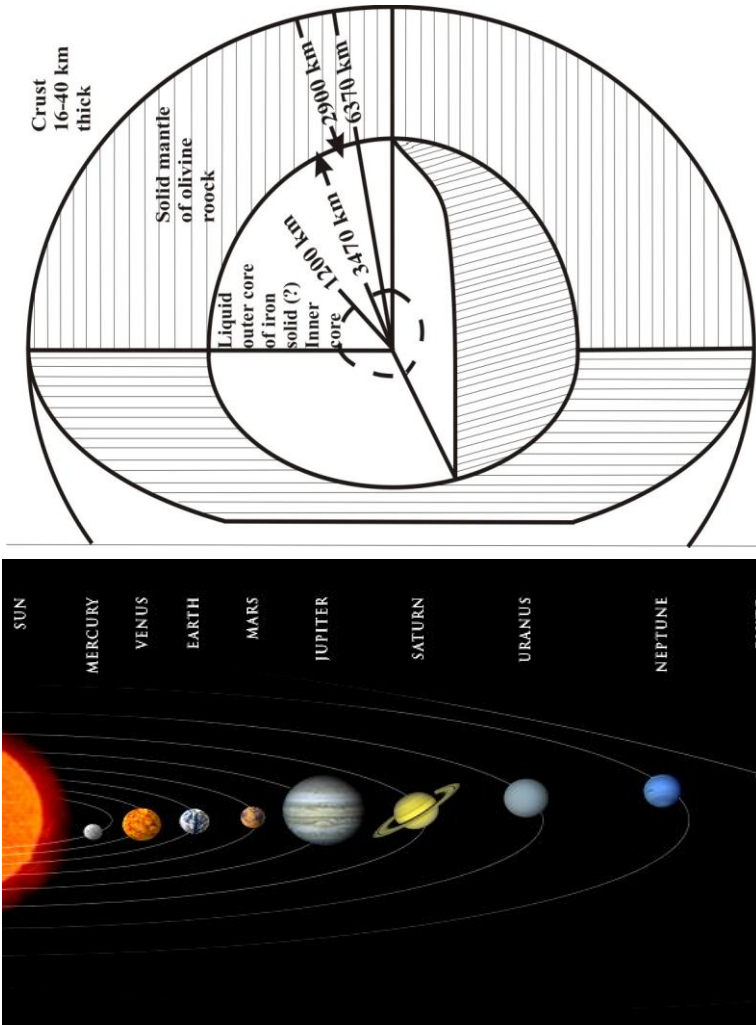 Crust
16-40 km
thick
Solid mantle
of olivine
roock
2900 km
6370 km
3470 km
1200 km
Liquid
outer core
of iron
solid (?)
Inner
core
SUN
MERCURY
VENUS
EARTH
MARS
JUPITER
SATURN
URANUS
NEPTUNE